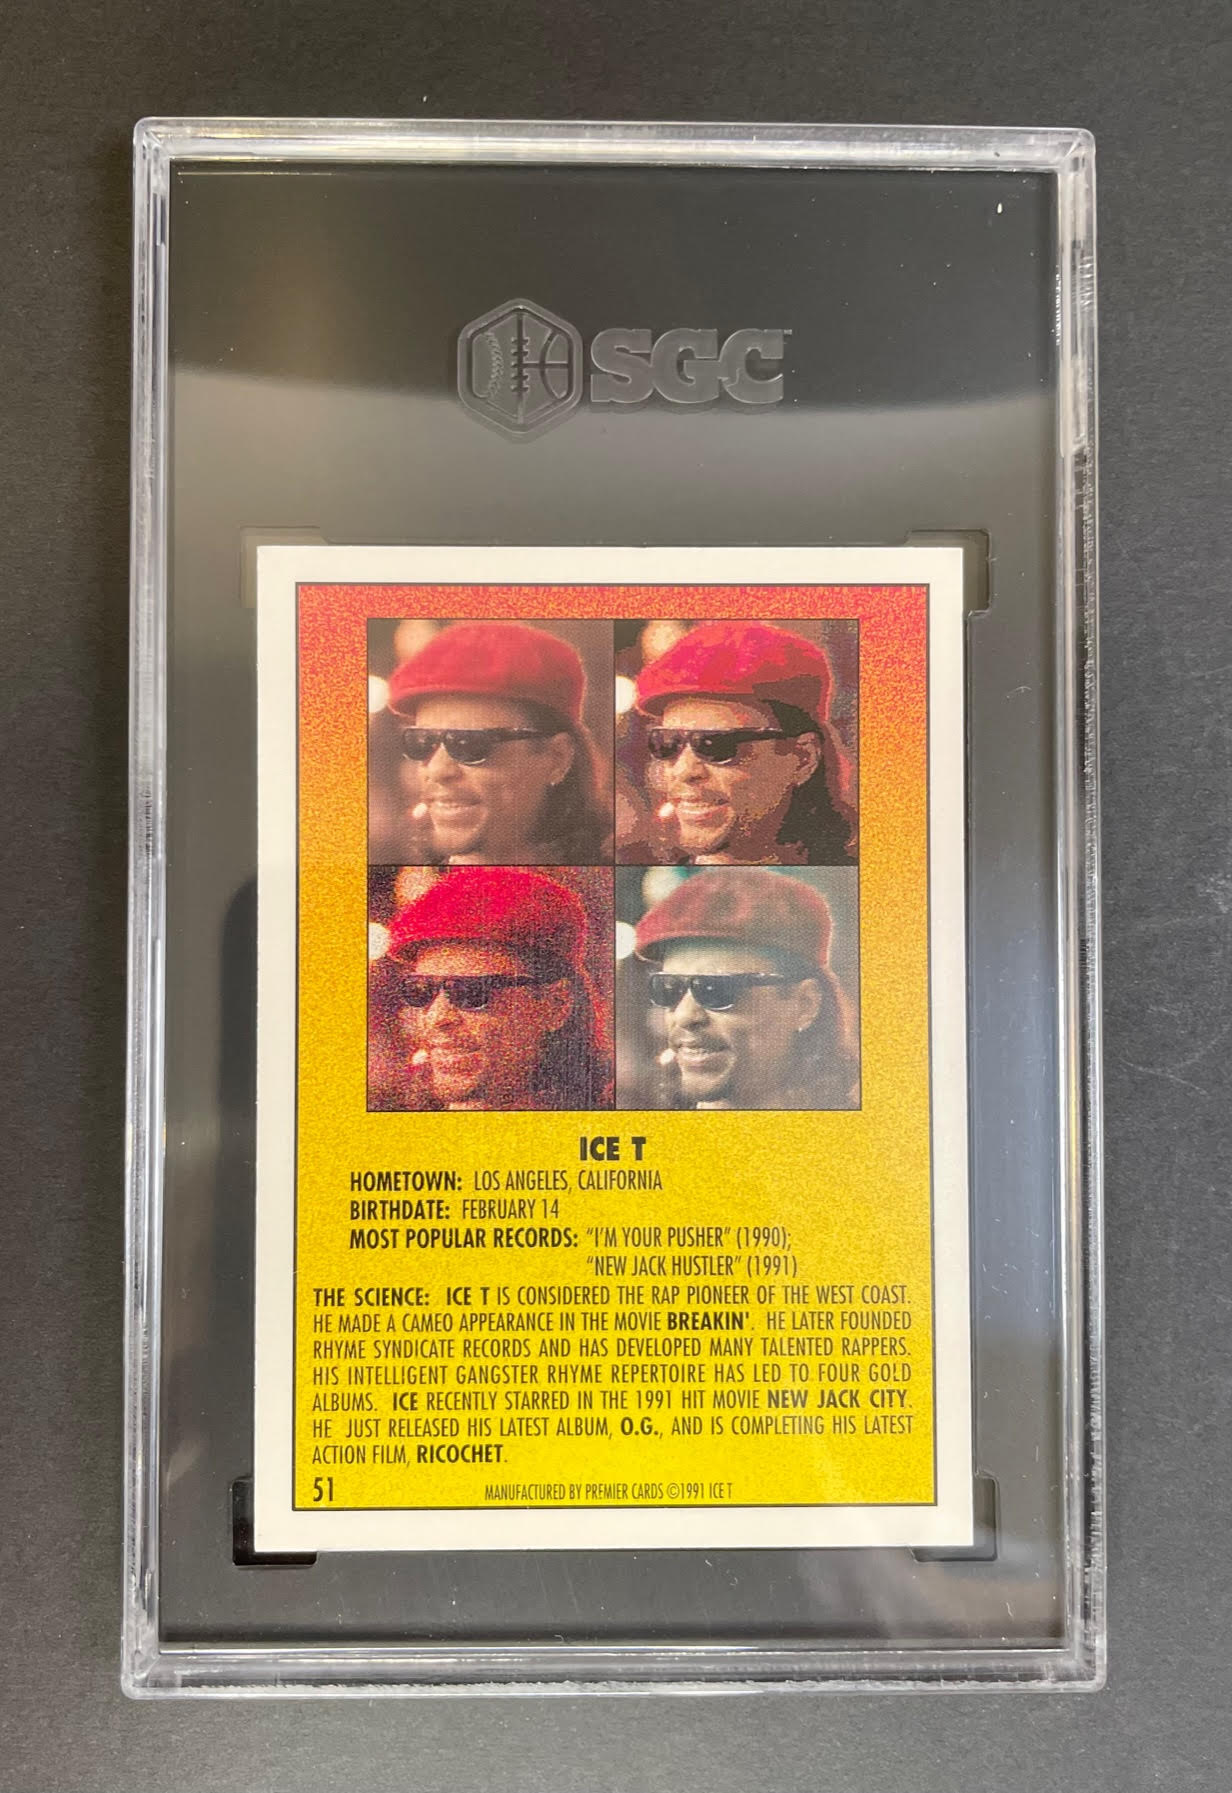 SGC
ICE T
HOMETOWN: LOS ANGELES, CALIFORNIA
BIRTHDATE: FEBRUARY 14
MOST POPULAR RECORDS: "I'M YOUR PUSHER" (1990);
"NEW JACK HUSTLER" (1991)
THE SCIENCE: ICE T IS CONSIDERED THE RAP PIONEER OF THE WEST COAST.
HE MADE A CAMEO APPEARANCE IN THE MOVIE BREAKIN'. HE LATER FOUNDED
RHYME SYNDICATE RECORDS AND HAS DEVELOPED MANY TALENTED RAPPERS.
HIS INTELLIGENT GANGSTER RHYME REPERTOIRE HAS LED TO FOUR GOLD
ALBUMS. ICE RECENTLY STARRED IN THE 1991 HIT MOVIE NEW JACK CITY.
HE JUST RELEASED HIS LATEST ALBUM, O.G., AND IS COMPLETING HIS LATEST
ACTION FILM, RICOCHET.
51 MANUFACTURED BY PREMIER CARDS ©1991 ICE T